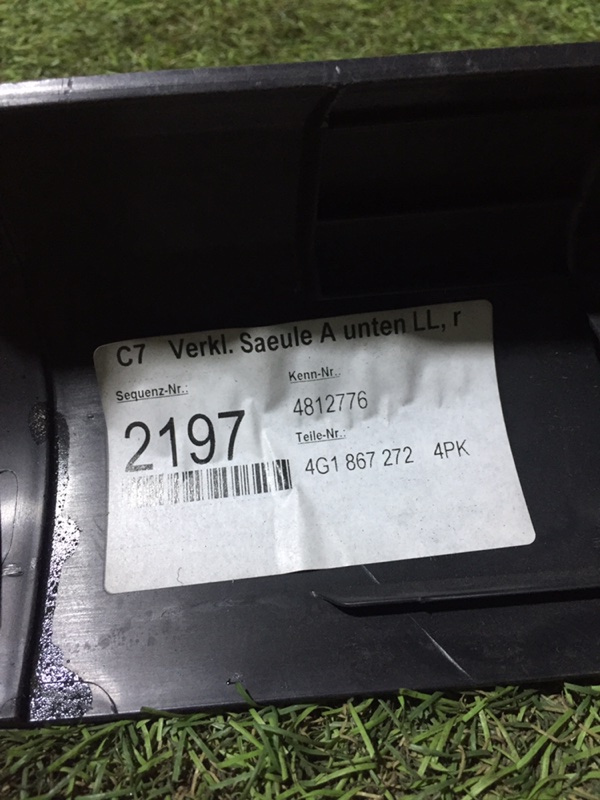 C7 Verkl. Saeule A unten LL, r
Sequenz-Nr.:
2197
Kenn-Nr.:
4812776
Teile-Nr.:
4G1 867 272 4PK